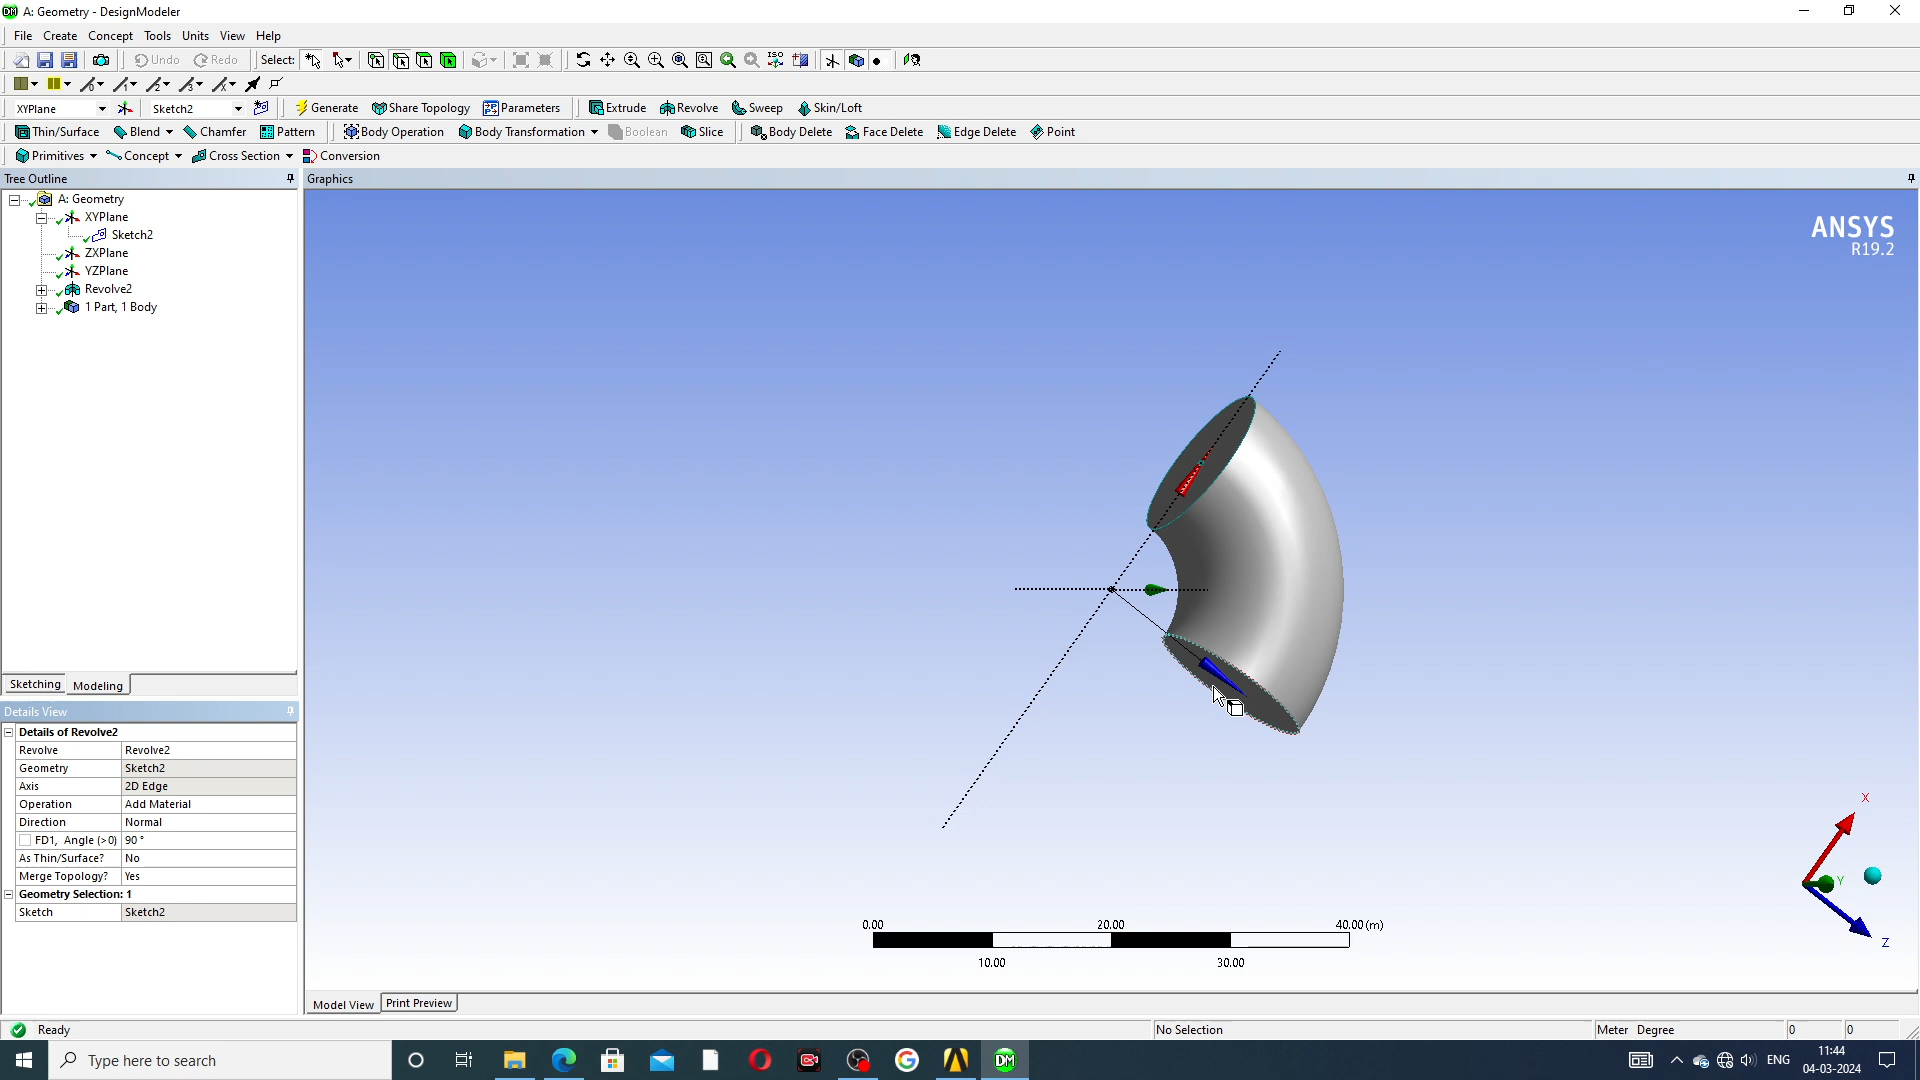 A: Geometry - DesignModeler
File Create Concept Tools Units View Help
Undo Redo Select: ISO
XYPlane Sketch2 Generate Share Topology Parameters Extrude Revolve Sweep Skin/Loft
Thin/Surface Blend Chamfer Pattern Body Operation Body Transformation Boolean Slice Body Delete Face Delete Edge Delete Point
Primitives Concept Cross Section Conversion
Tree Outline
Graphics
A: Geometry
XYPlane
Sketch2
ZXPlane
YZPlane
Revolve2
1 Part, 1 Body
ANSYS
R19.2
Sketching Modeling
Details View
Details of Revolve2
Revolve Revolve2
Geometry Sketch2
Axis 2D Edge
Operation Add Material
Direction Normal
FD1, Angle (>0) 90 °
As Thin/Surface? No
Merge Topology? Yes
Geometry Selection: 1
Sketch Sketch2
X
Y
Z
0.00 20.00 40.00 (m)
10.00 30.00
Model View Print Preview
Ready No Selection Meter Degree 0 0
Type here to search
DM
ENG
11:44
04-03-2024